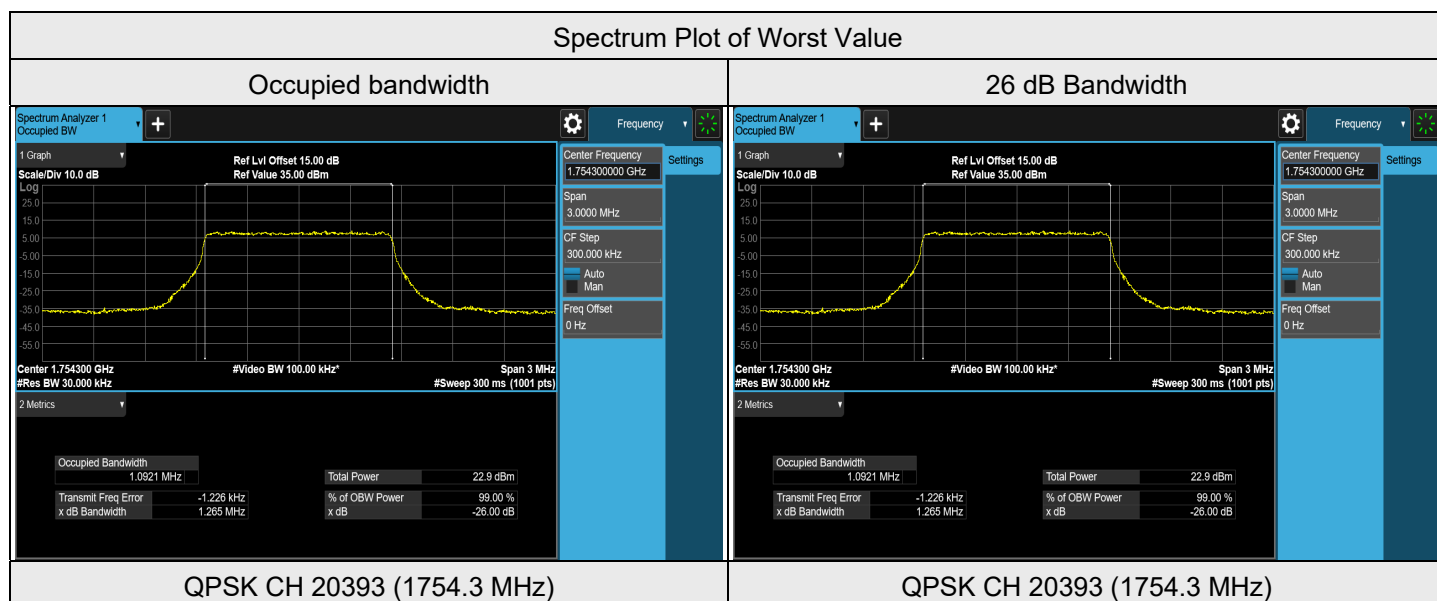 Spectrum Plot of Worst Value
Occupied bandwidth
Spectrum Analyzer 1
Occupied BW
+
Frequency
1 Graph
Scale/Div 10.0 dB
Ref Lvl Offset 15.00 dB
Ref Value 35.00 dBm
Log
25.0
15.0
5.00
-5.00
-15.0
-25.0
-35.0
-45.0
-55.0
Center 1.754300 GHz
#Video BW 100.00 kHz*
Span 3 MHz
#Res BW 30.000 kHz
#Sweep 300 ms (1001 pts)
Center Frequency
1.754300000 GHz
Settings
Span
3.0000 MHz
CF Step
300.000 kHz
Auto
Man
Freq Offset
0 Hz
2 Metrics
Occupied Bandwidth
1.0921 MHz
Total Power 22.9 dBm
Transmit Freq Error -1.226 kHz
% of OBW Power 99.00 %
x dB Bandwidth 1.265 MHz
x dB -26.00 dB
QPSK CH 20393 (1754.3 MHz)
26 dB Bandwidth
Spectrum Analyzer 1
Occupied BW
+
Frequency
1 Graph
Scale/Div 10.0 dB
Ref Lvl Offset 15.00 dB
Ref Value 35.00 dBm
Log
25.0
15.0
5.00
-5.00
-15.0
-25.0
-35.0
-45.0
-55.0
Center 1.754300 GHz
#Video BW 100.00 kHz*
Span 3 MHz
#Res BW 30.000 kHz
#Sweep 300 ms (1001 pts)
Center Frequency
1.754300000 GHz
Settings
Span
3.0000 MHz
CF Step
300.000 kHz
Auto
Man
Freq Offset
0 Hz
2 Metrics
Occupied Bandwidth
1.0921 MHz
Total Power 22.9 dBm
Transmit Freq Error -1.226 kHz
% of OBW Power 99.00 %
x dB Bandwidth 1.265 MHz
x dB -26.00 dB
QPSK CH 20393 (1754.3 MHz)